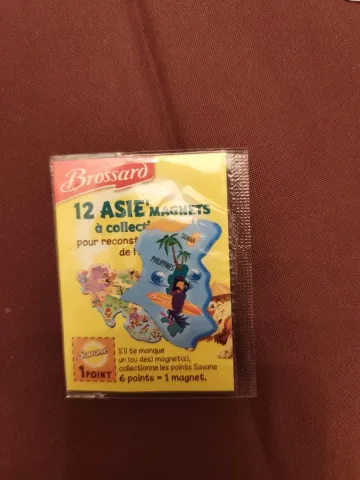 Brossard
12 ASIE' MAGNETS
à collect
pour reconst
de l
TAIWAN
PHILIPPINES
Savane
1 POINT
S'il te manque
un (ou des) magnet(s),
collectionne les points Savane
6 points = 1 magnet.